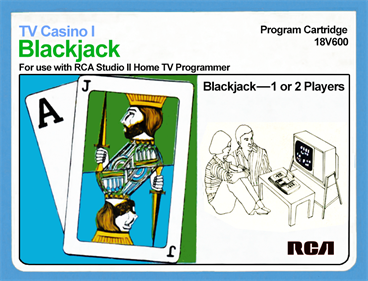 TV Casino I
Blackjack
For use with RCA Studio II Home TV Programmer
Program Cartridge
18V600
Blackjack—1 or 2 Players
A
J
J
RCA